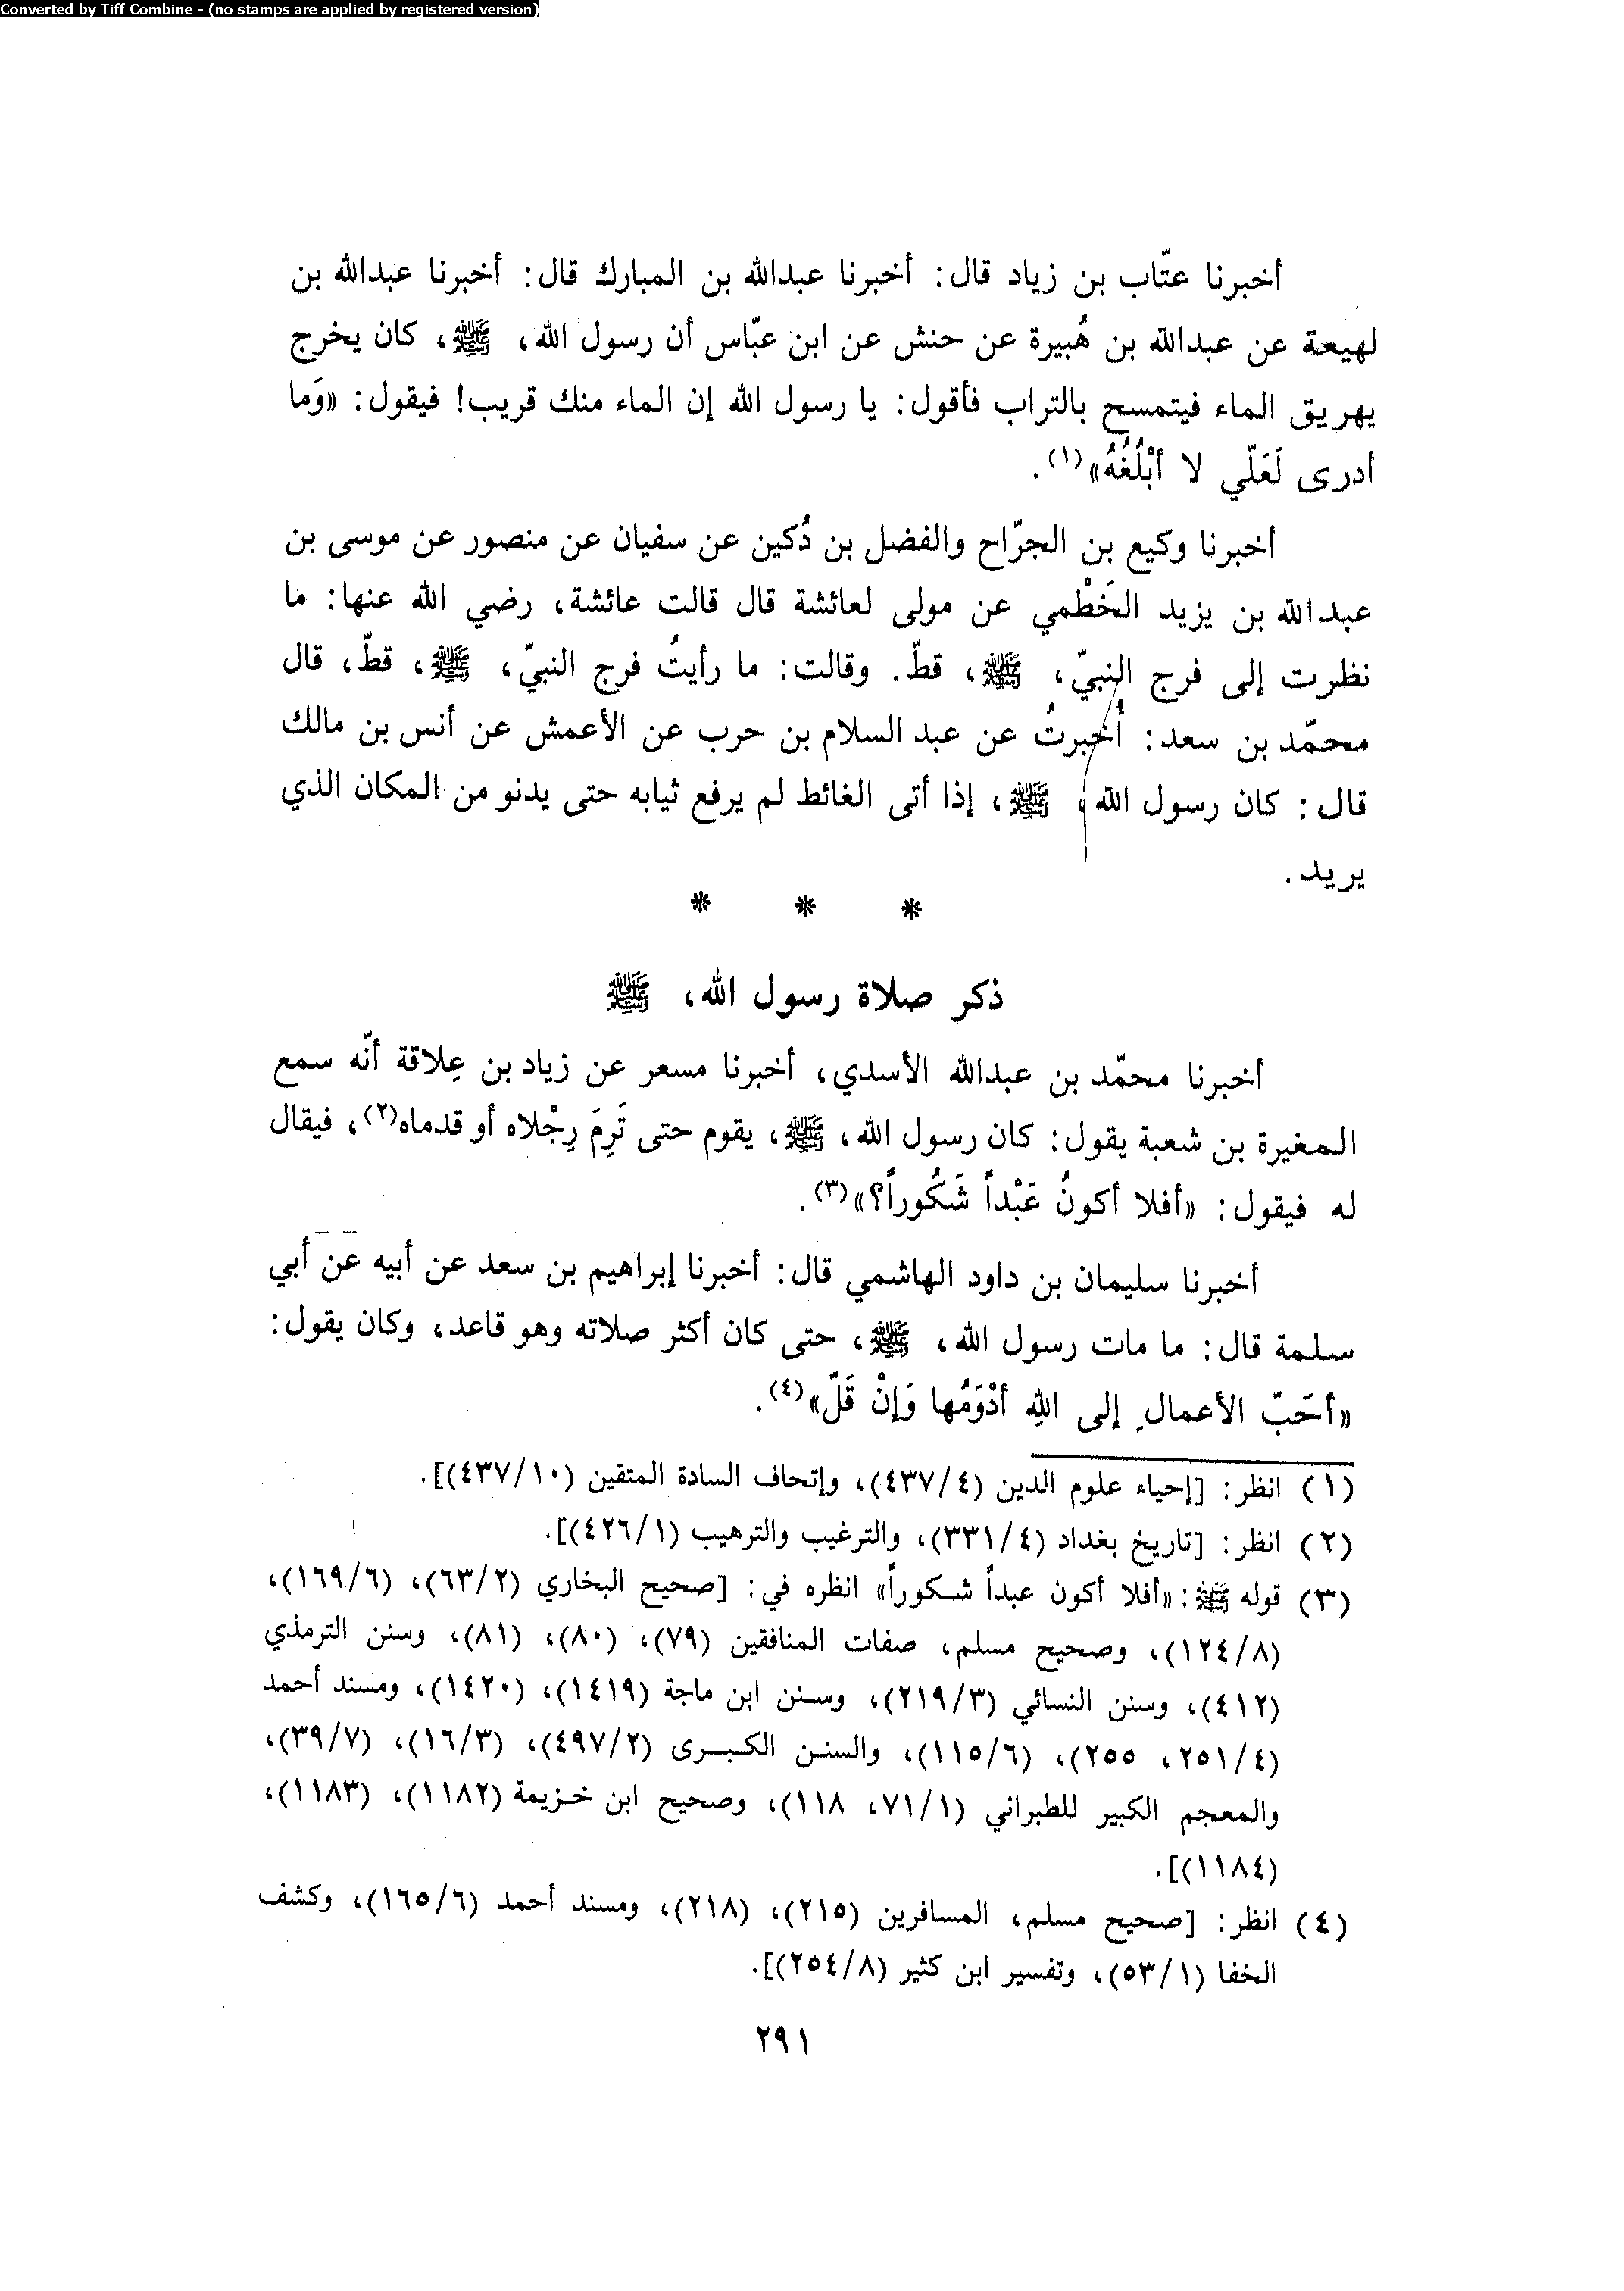 Converted by Tiff Combine - (no stamps are applied by registered version)
أخبرنا عتّاب بن زياد قال: أخبرنا عبدالله بن المبارك قال: أخبرنا عبدالله بن
لهيعة عن عبدالله بن هُبيرة عن حنش عن ابن عبّاس أن رسول الله، ﷺ، كان يخرج
يهريق الماء فيتمسح بالتراب فأقول: يا رسول الله إن الماء منك قريب! فيقول: «وَما
أدرى لَعَلّي لا أبْلُغُهُ»(١).
أخبرنا وكيع بن الجرّاح والفضل بن دُكين عن سفيان عن منصور عن موسى بن
عبدالله بن يزيد الخَطْمي عن مولى لعائشة قال قالت عائشة، رضي الله عنها: ما
نظرت إلى فرج النبيّ، ﷺ، قطّ. وقالت: ما رأيتُ فرج النبيّ، ﷺ، قطّ، قال
محمّد بن سعد: أُخبرتُ عن عبد السلام بن حرب عن الأعمش عن أنس بن مالك
قال: كان رسول الله، ﷺ، إذا أتى الغائط لم يرفع ثيابه حتى يدنو من المكان الذي
يريد.
* * *
ذكر صلاة رسول الله، ﷺ
أخبرنا محمّد بن عبدالله الأسدي، أخبرنا مسعر عن زياد بن عِلاقة أنّه سمع
المغيرة بن شعبة يقول: كان رسول الله، ﷺ، يقوم حتى تَرِمَ رِجْلاه أو قدماه(٢)، فيقال
له فيقول: «أفلا أكونُ عَبْداً شَكُوراً؟»(٣).
أخبرنا سليمان بن داود الهاشمي قال: أخبرنا إبراهيم بن سعد عن أبيه عن أبي
سلمة قال: ما مات رسول الله، ﷺ، حتى كان أكثر صلاته وهو قاعد، وكان يقول:
«أحَبّ الأعمالِ إلى اللهِ أدْوَمُها وَإنْ قَلّ»(٤).
(١) انظر: [إحياء علوم الدين (٤/٤٣٧)، وإتحاف السادة المتقين (١٠/٤٣٧)].
(٢) انظر: [تاريخ بغداد (٤/٣٣١)، والترغيب والترهيب (١/٤٢٦)].
(٣) قوله ﷺ: «أفلا أكون عبداً شكوراً» انظره في: [صحيح البخاري (٢/٦٣)، (٦/١٦٩)،
(٨/١٢٤)، وصحيح مسلم، صفات المنافقين (٧٩)، (٨٠)، (٨١)، وسنن الترمذي
(٤١٢)، وسنن النسائي (٣/٢١٩)، وسنن ابن ماجة (١٤١٩)، (١٤٢٠)، ومسند أحمد
(٤/٢٥١، ٢٥٥)، (٦/١١٥)، والسنن الكبرى (٢/٤٩٧)، (٣/١٦)، (٧/٣٩)،
والمعجم الكبير للطبراني (١/٧١، ١١٨)، وصحيح ابن خزيمة (١١٨٢)، (١١٨٣)،
(١١٨٤)].
(٤) انظر: [صحيح مسلم، المسافرين (٢١٥)، (٢١٨)، ومسند أحمد (٦/١٦٥)، وكشف
الخفا (١/٥٣)، وتفسير ابن كثير (٨/٢٥٤)].
٢٩١